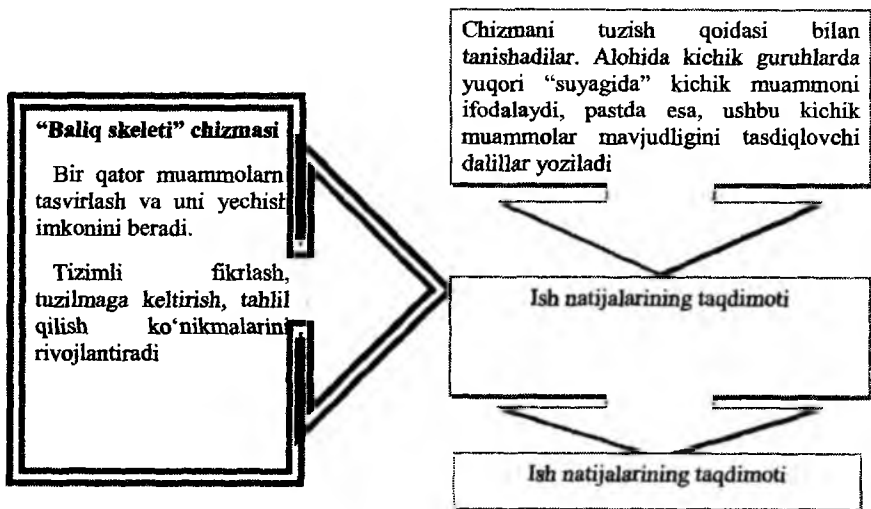 “Baliq skeleti” chizmasi
Bir qator muammolarn
tasvirlash va uni yechish
imkonini beradi.
Tizimli fikrlash,
tuzilmaga keltirish, tahlil
qilish ko‘nikmalarini
rivojlantiradi
Chizmani tuzish qoidasi bilan
tanishadilar. Alohida kichik guruhlarda
yuqori “suyagida” kichik muammoni
ifodalaydi, pastda esa, ushbu kichik
muammolar mavjudligini tasdiqlovchi
dalillar yoziladi
Ish natijalarining taqdimoti
Ish natijalarining taqdimoti